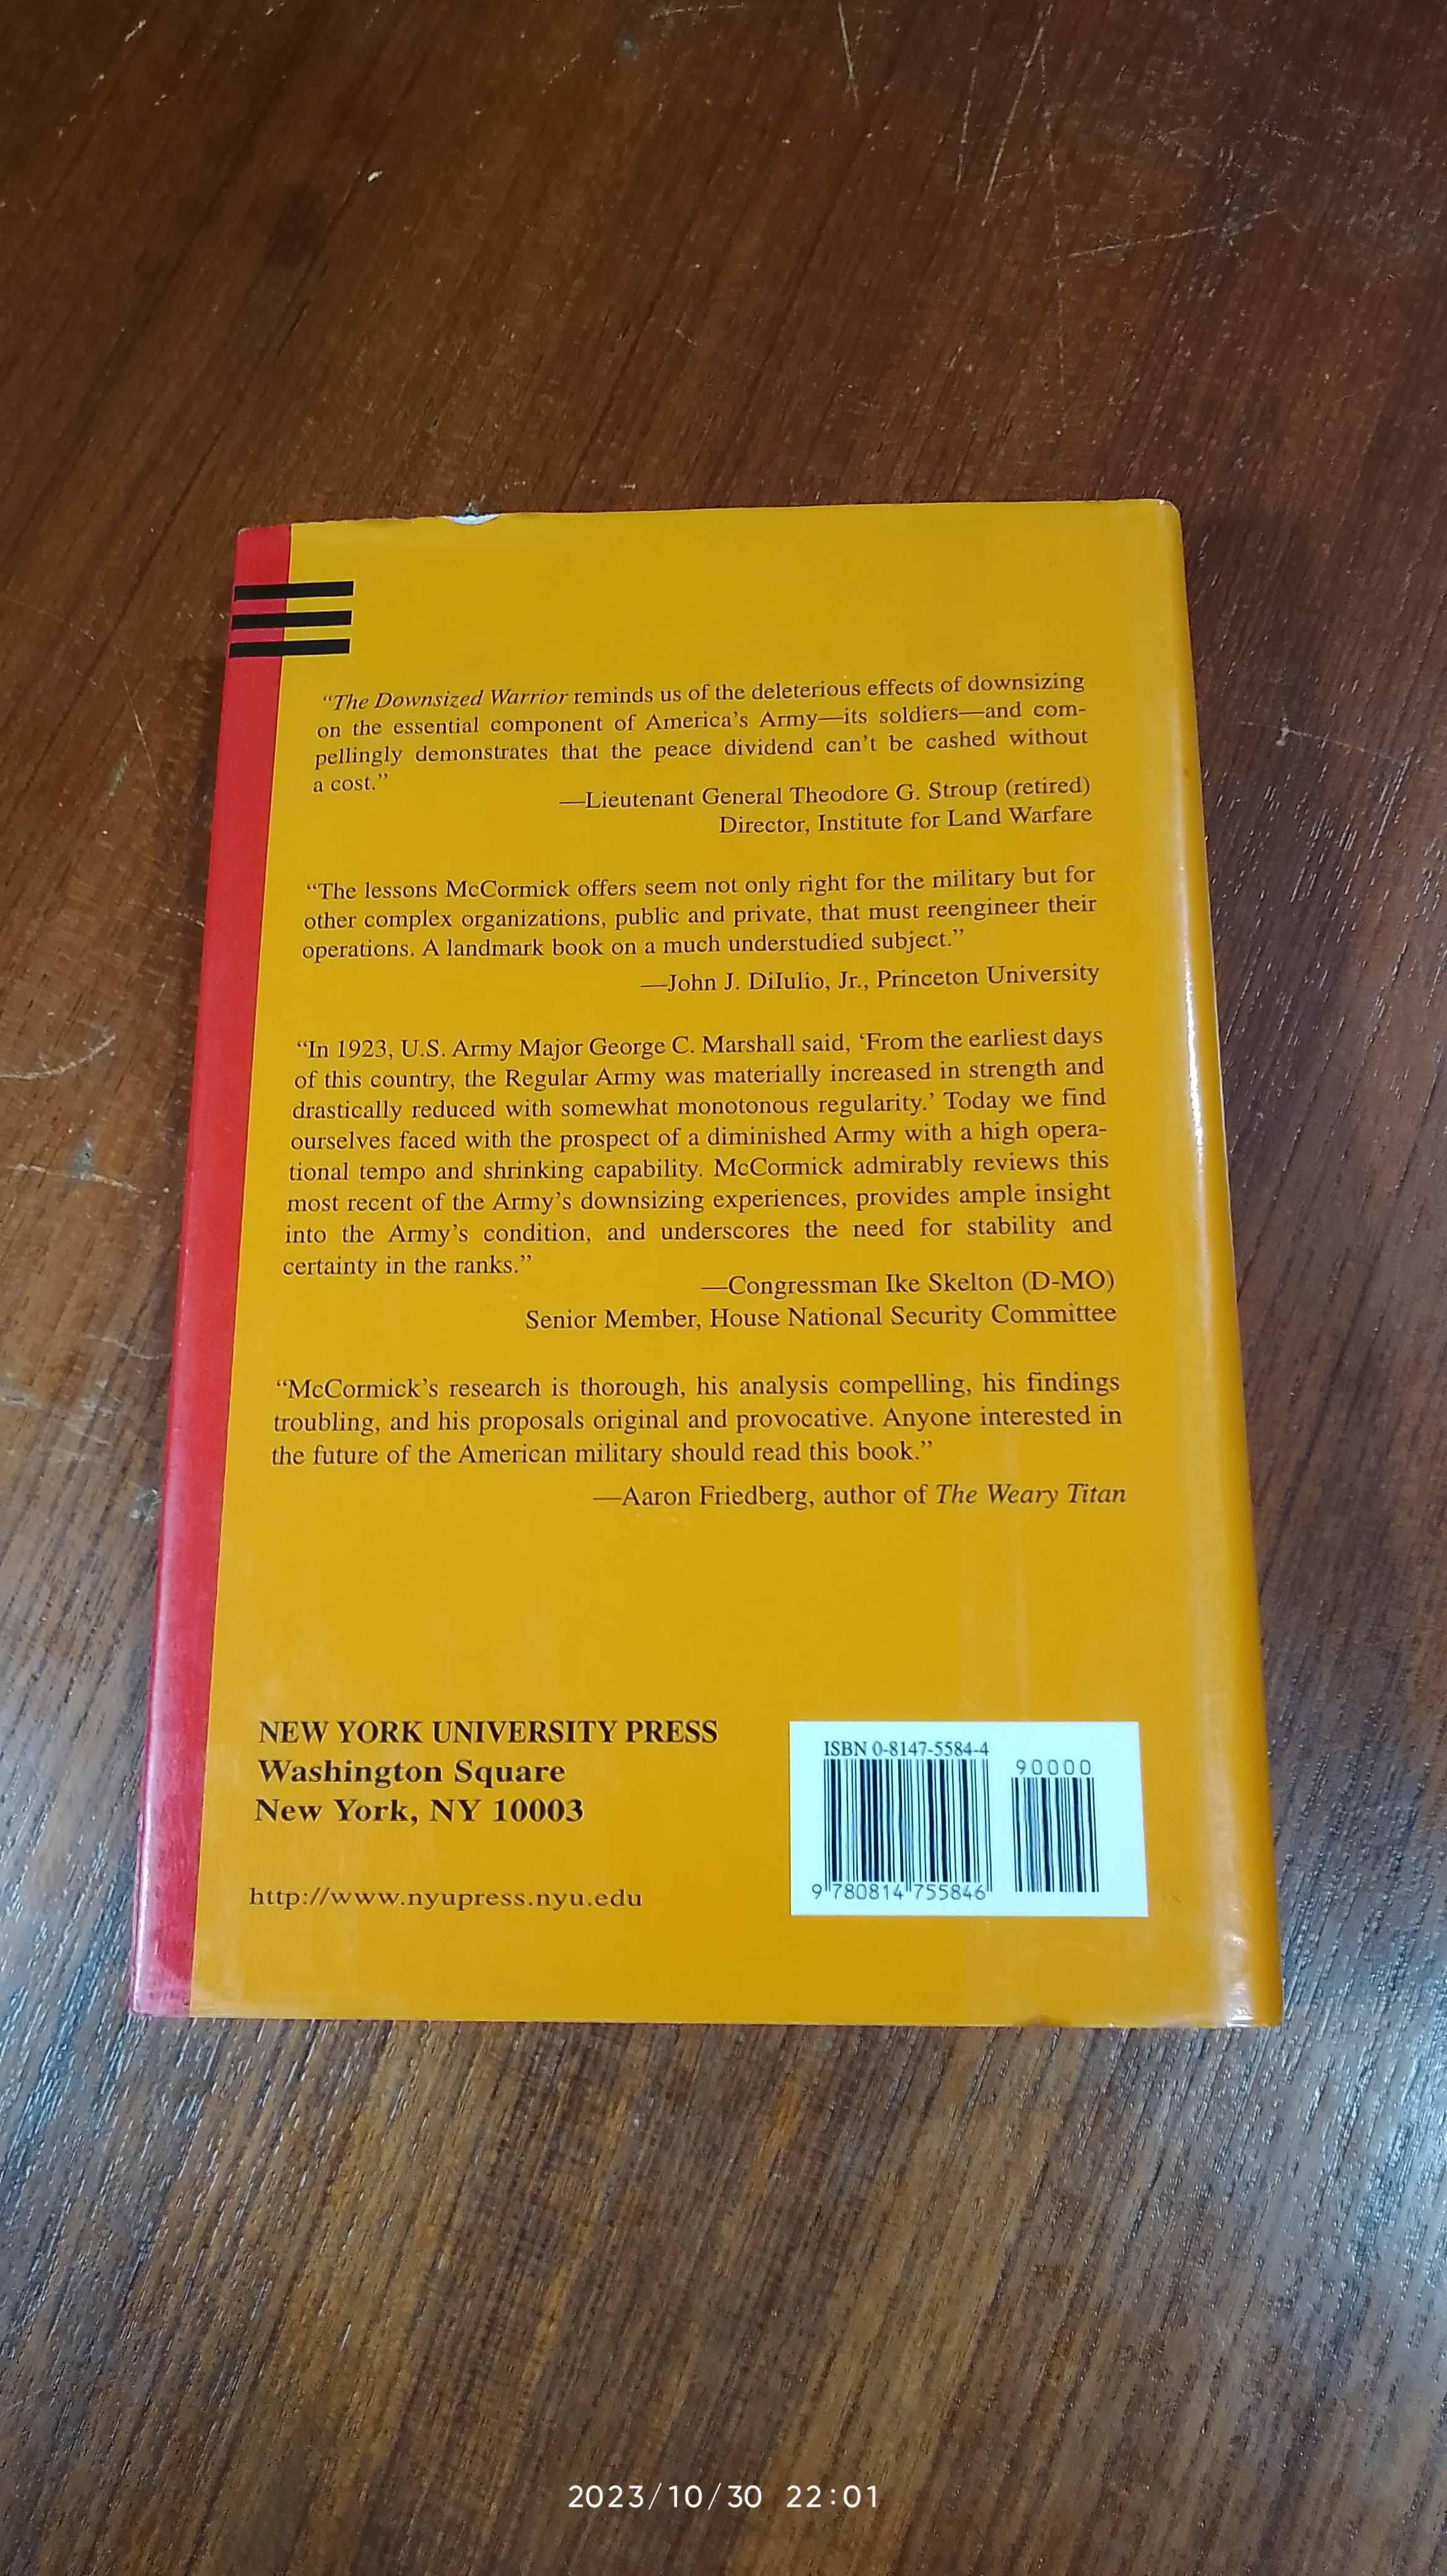 “The Downsized Warrior reminds us of the deleterious effects of downsizing
on the essential component of America’s Army—its soldiers—and com-
pellingly demonstrates that the peace dividend can’t be cashed without
a cost.”
—Lieutenant General Theodore G. Stroup (retired)
Director, Institute for Land Warfare
“The lessons McCormick offers seem not only right for the military but for
other complex organizations, public and private, that must reengineer their
operations. A landmark book on a much understudied subject.”
—John J. DiIulio, Jr., Princeton University
“In 1923, U.S. Army Major George C. Marshall said, ‘From the earliest days
of this country, the Regular Army was materially increased in strength and
drastically reduced with somewhat monotonous regularity.’ Today we find
ourselves faced with the prospect of a diminished Army with a high opera-
tional tempo and shrinking capability. McCormick admirably reviews this
most recent of the Army’s downsizing experiences, provides ample insight
into the Army’s condition, and underscores the need for stability and
certainty in the ranks.”
—Congressman Ike Skelton (D-MO)
Senior Member, House National Security Committee
“McCormick’s research is thorough, his analysis compelling, his findings
troubling, and his proposals original and provocative. Anyone interested in
the future of the American military should read this book.”
—Aaron Friedberg, author of The Weary Titan
NEW YORK UNIVERSITY PRESS
Washington Square
New York, NY 10003
http://www.nyupress.nyu.edu
ISBN 0-8147-5584-4
90000
9 780814 755846
2023/10/30 22:01